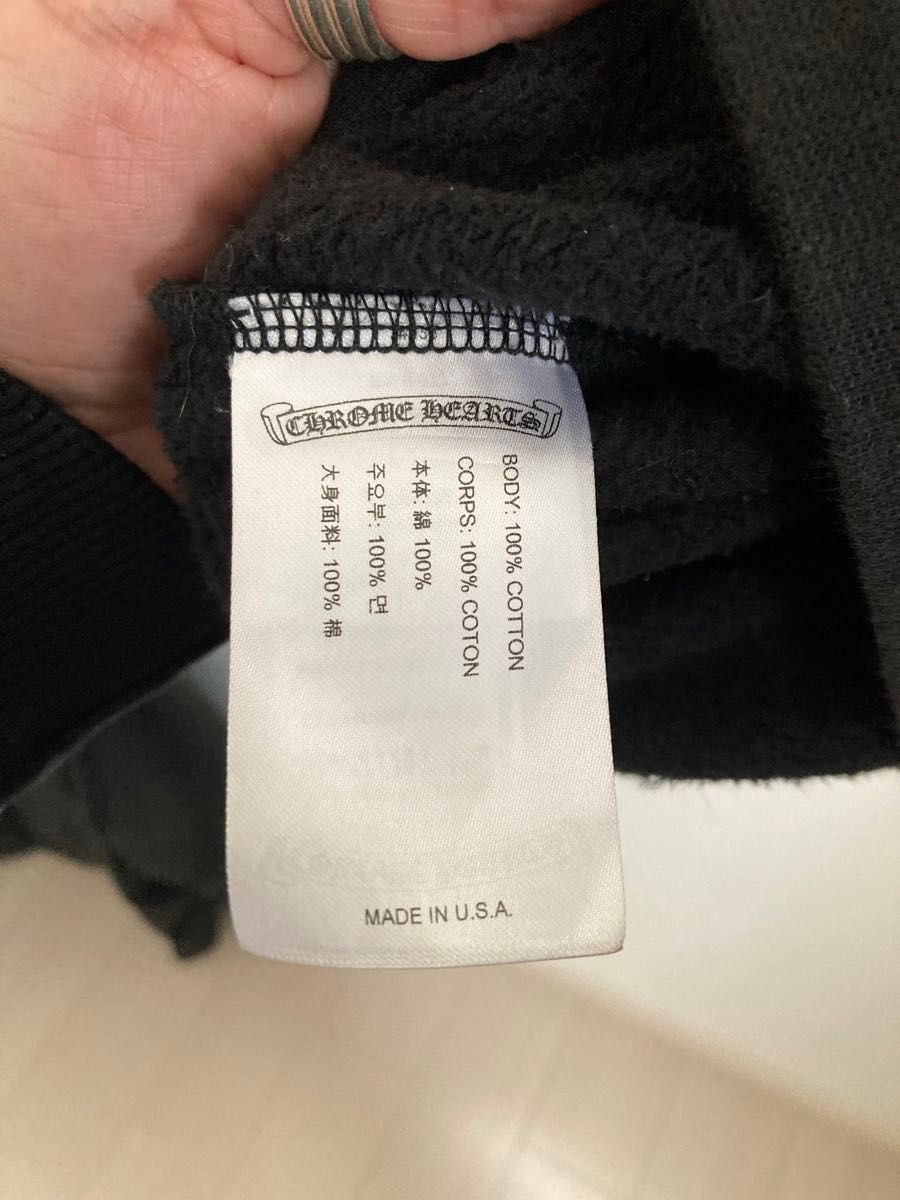 CHROME HEARTS
BODY: 100% COTTON
CORPS: 100% COTON
本体: 綿 100%
주요부: 100% 면
大身面料: 100% 棉
MADE IN U.S.A.